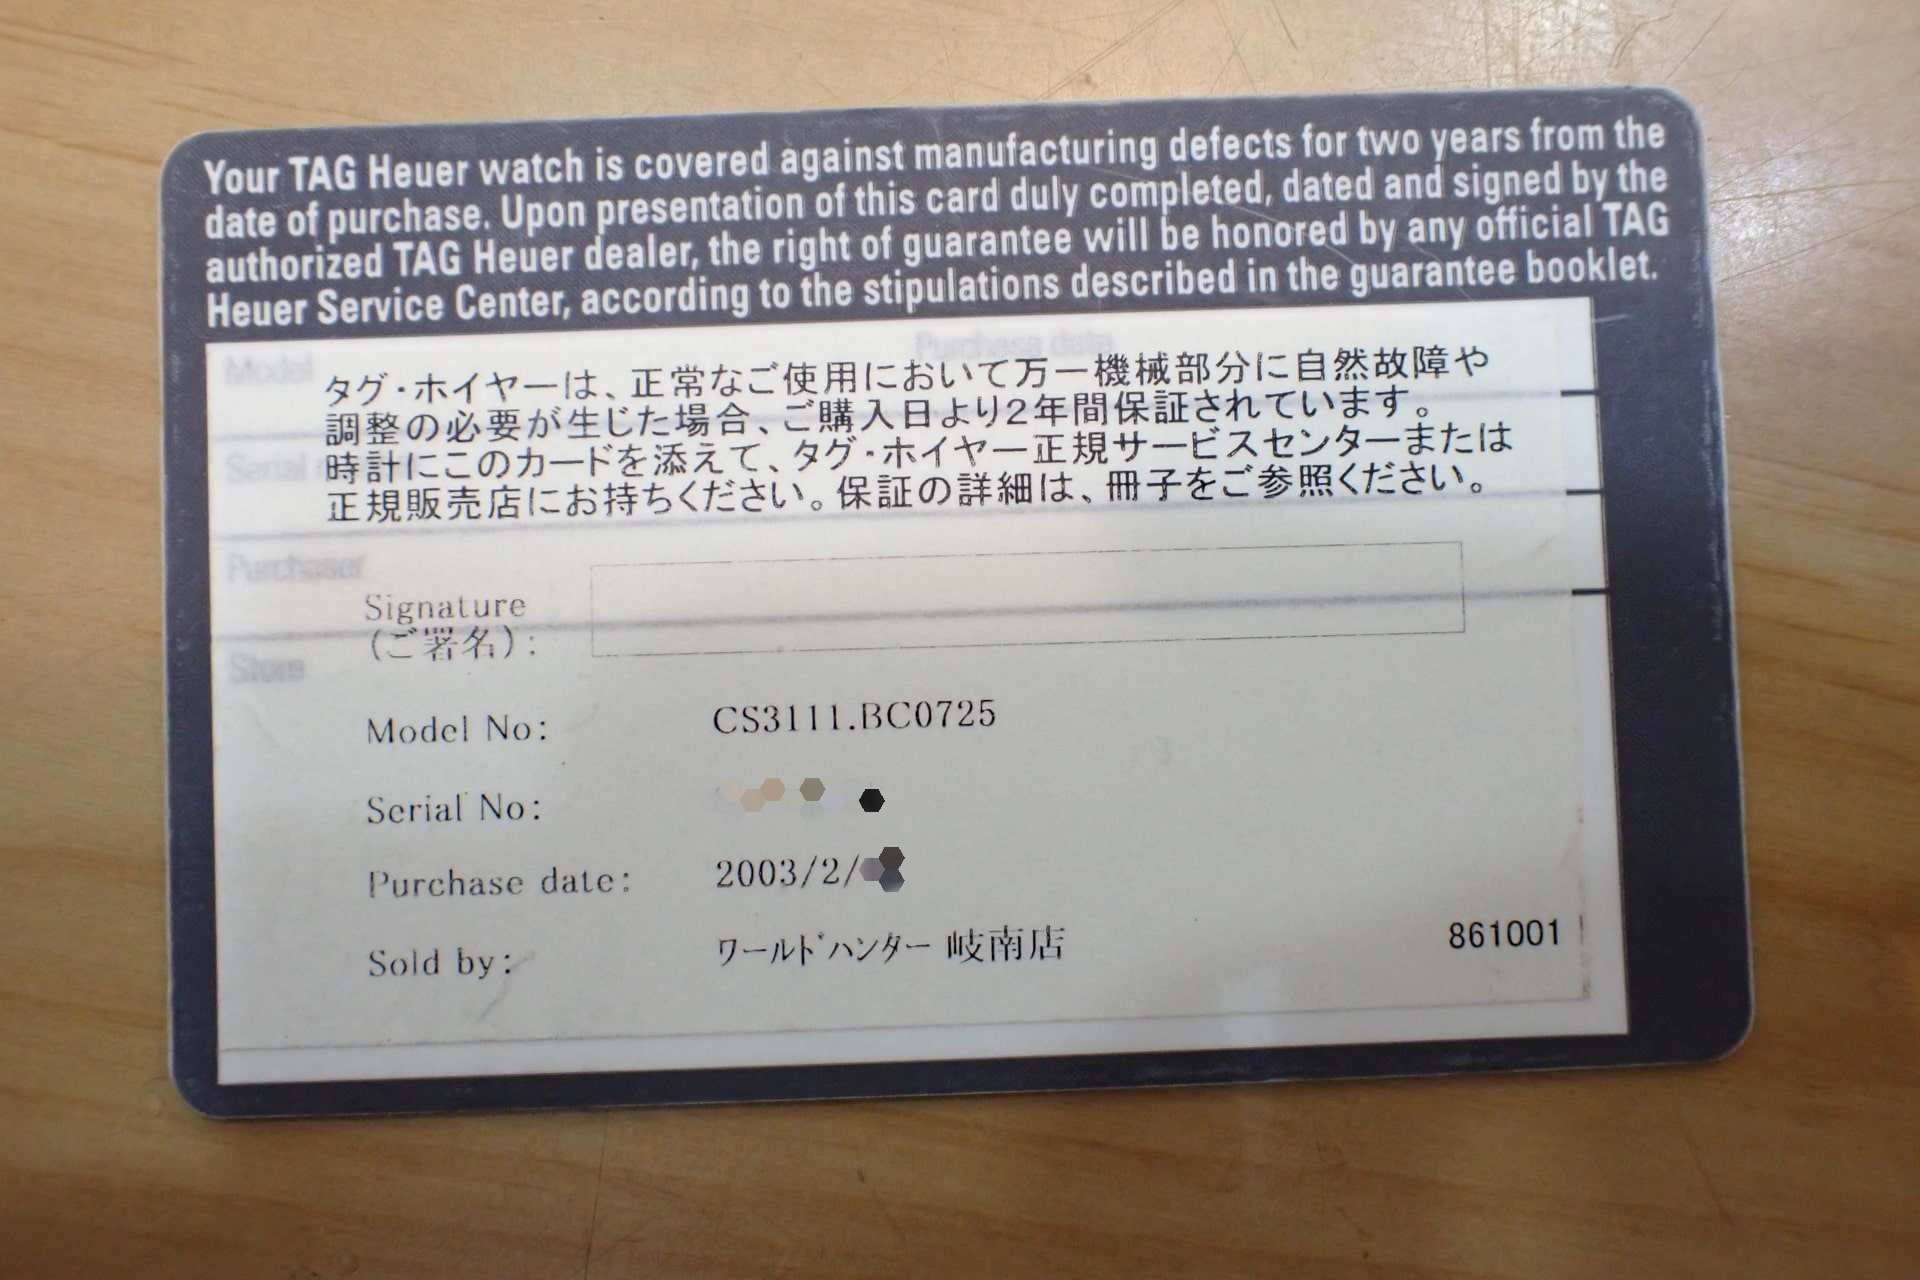 Your TAG Heuer watch is covered against manufacturing defects for two years from the
date of purchase. Upon presentation of this card duly completed, dated and signed by the
authorized TAG Heuer dealer, the right of guarantee will be honored by any official TAG
Heuer Service Center, according to the stipulations described in the guarantee booklet.
Model Purchase date
タグ・ホイヤーは、正常なご使用において万一機械部分に自然故障や
調整の必要が生じた場合、ご購入日より2年間保証されています。
Serial
時計にこのカードを添えて、タグ・ホイヤー正規サービスセンターまたは
正規販売店にお持ちください。保証の詳細は、冊子をご参照ください。
Purchaser
Signature
(ご署名):
Store
Model No: CS3111.BC0725
Serial No:
Purchase date: 2003/2/
Sold by: ワールドハンター 岐南店 861001